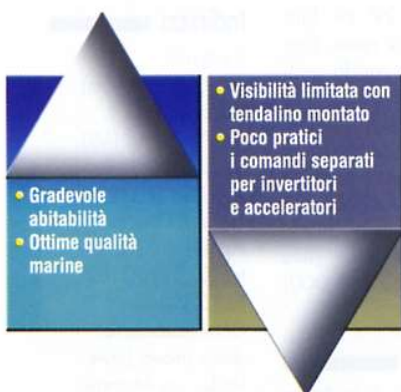 • Gradevole
abitabilità
• Ottime qualità
marine
• Visibilità limitata con
tendalino montato
• Poco pratici
i comandi separati
per invertitori
e acceleratori